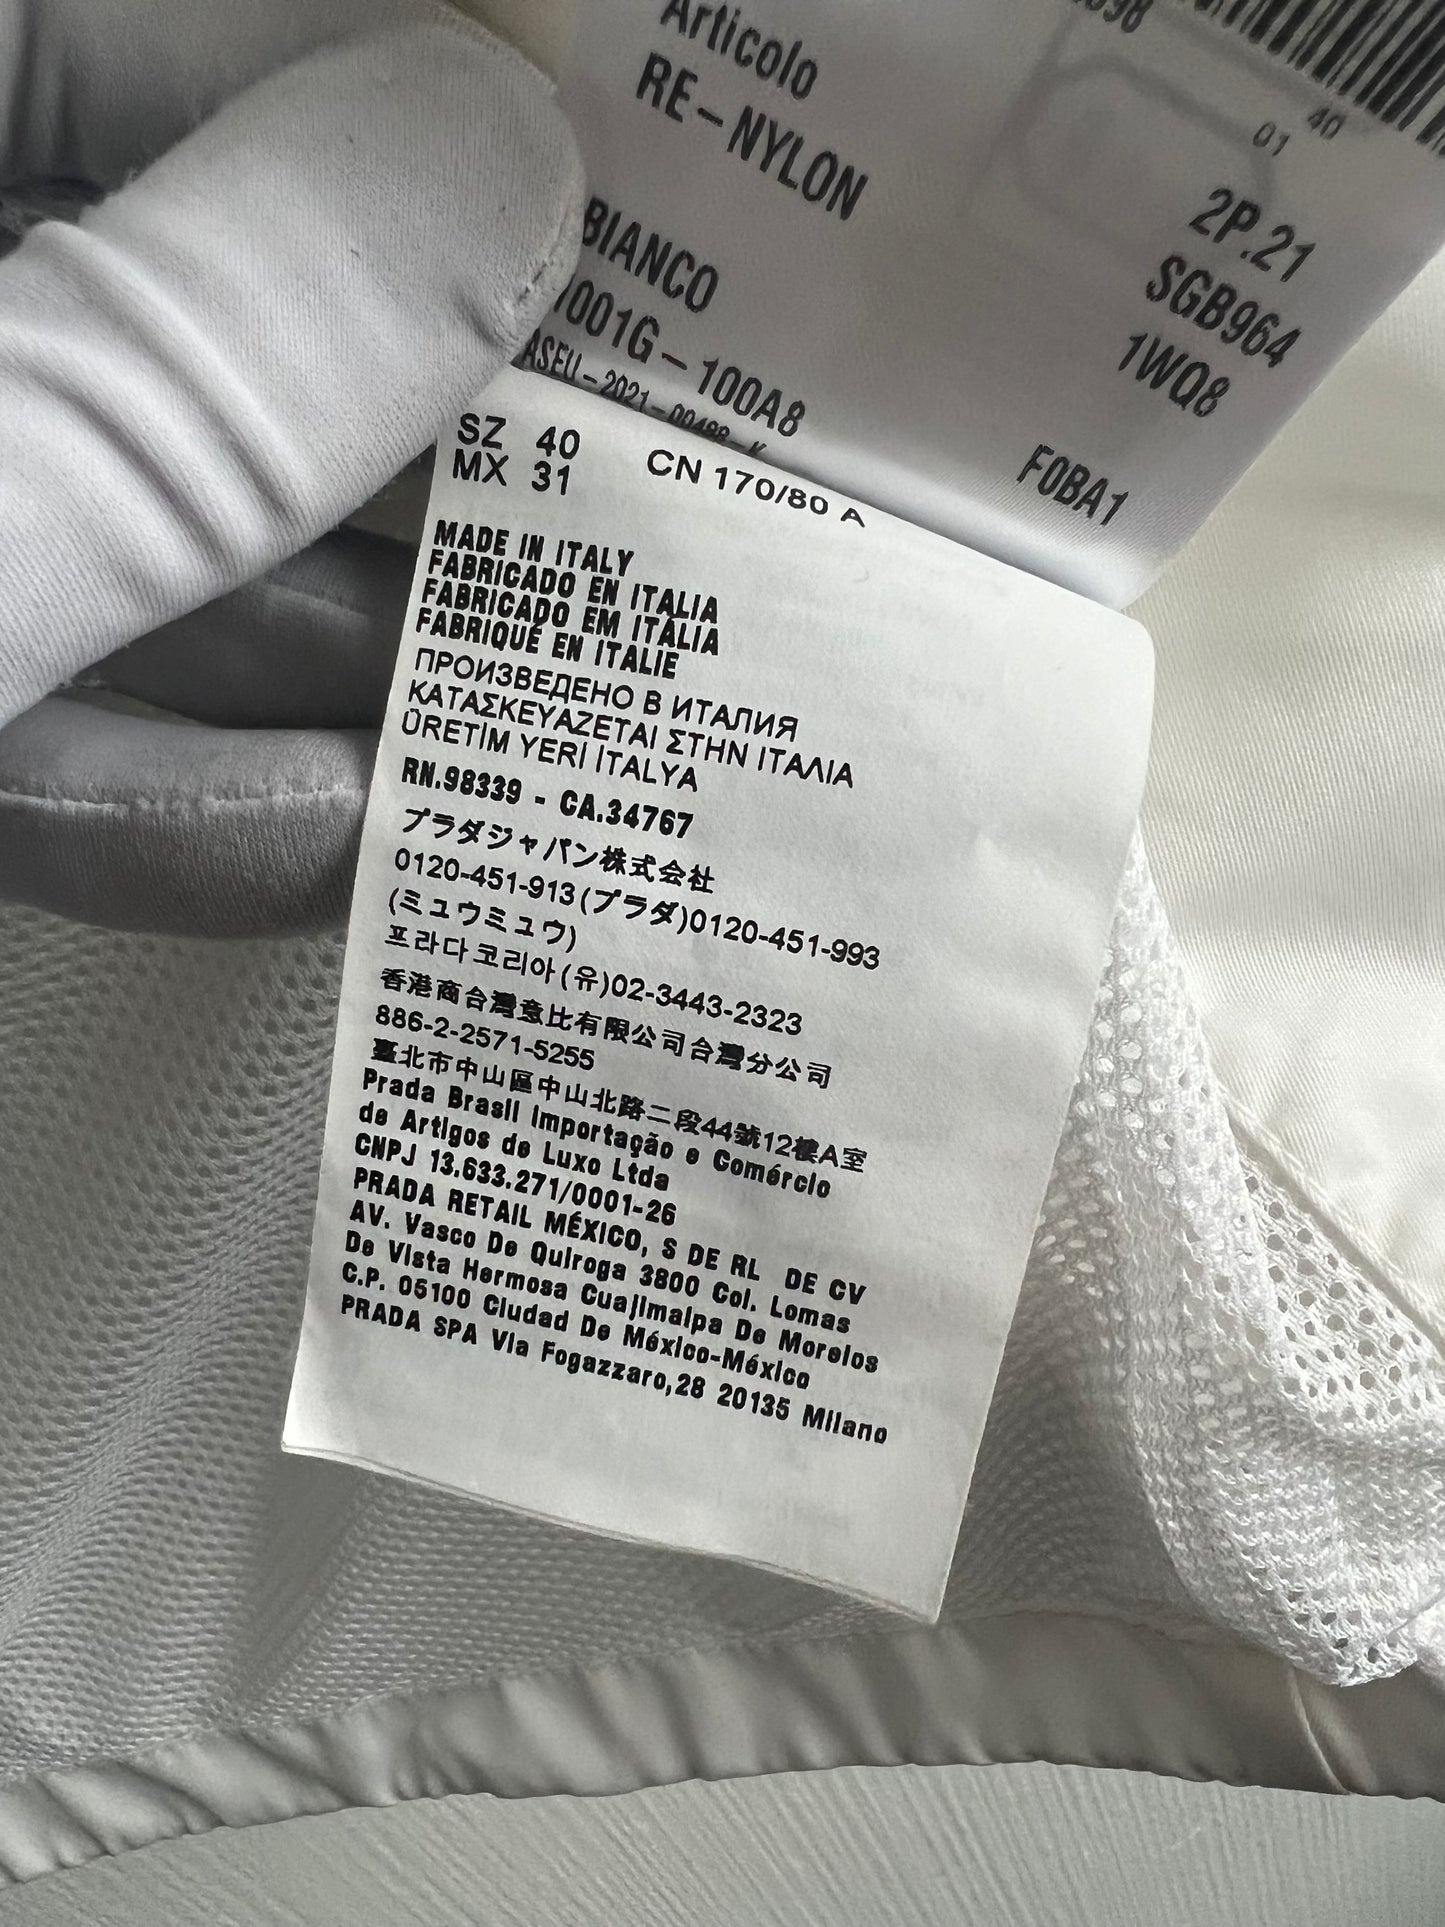 Articolo
RE-NYLON
40
01
2P.21
SGB964
1WQ8
BIANCO
1001G-100A8
F0BA1
SZ 40
MX 31
CN 170/80 A
MADE IN ITALY
FABRICADO EN ITALIA
FABRICADO EM ITÁLIA
FABRIQUÉ EN ITALIE
ПРОИЗВЕДЕНО В ИТАЛИЯ
ΚΑΤΑΣΚΕΥΑΖΕΤΑΙ ΣΤΗΝ ΙΤΑΛΙΑ
ÜRETİM YERİ İTALYA
RN.98339 - CA.34767
プラダジャパン株式会社
0120-451-913(プラダ)0120-451-993
(ミュウミュウ)
프라다코리아(유)02-3443-2323
香港商台灣意比有限公司台灣分公司
886-2-2571-5255
臺北市中山區中山北路二段44號12樓A室
Prada Brasil Importação e Comércio
de Artigos de Luxo Ltda
CNPJ 13.633.271/0001-26
PRADA RETAIL MÉXICO, S DE RL DE CV
AV. Vasco De Quiroga 3800 Col. Lomas
De Vista Hermosa Cuajimalpa De Morelos
C.P. 05100 Ciudad De México-México
PRADA SPA Via Fogazzaro,28 20135 Milano